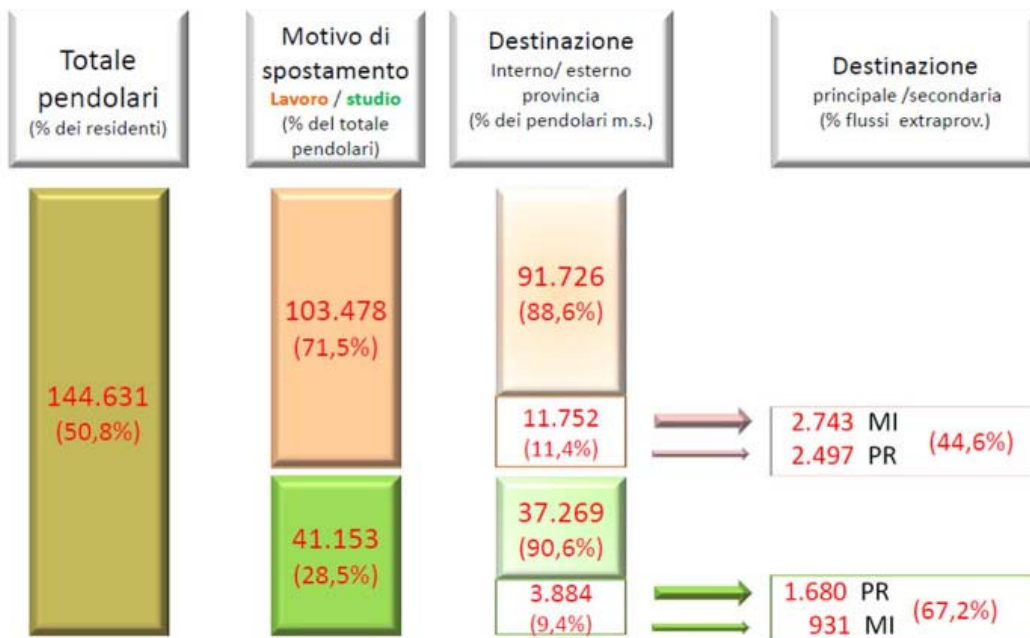 Totale
pendolari
(% dei residenti)
Motivo di
spostamento
Lavoro / studio
(% del totale
pendolari)
Destinazione
Interno/ esterno
provincia
(% dei pendolari m.s.)
Destinazione
principale /secondaria
(% flussi extraprov.)
144.631
(50,8%)
103.478
(71,5%)
41.153
(28,5%)
91.726
(88,6%)
11.752
(11,4%)
37.269
(90,6%)
3.884
(9,4%)
2.743 MI
2.497 PR
(44,6%)
1.680 PR
931 MI
(67,2%)